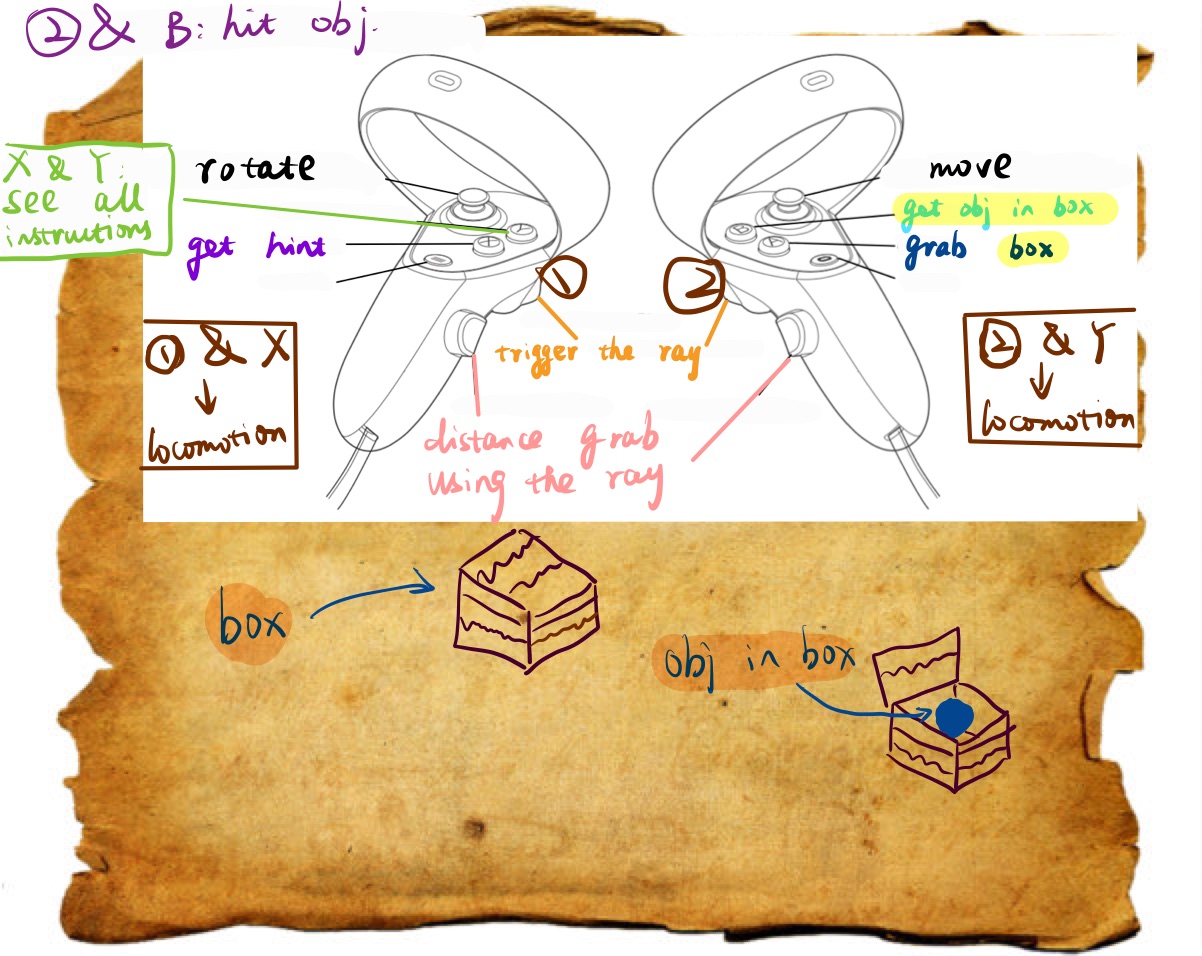 ② & B: hit obj.
X & Y:
see all
instructions
rotate
get hint
move
get obj in box
grab box
①
②
trigger the ray
① & X
↓
locomotion
② & Y
↓
locomotion
distance grab
using the ray
box
obj in box